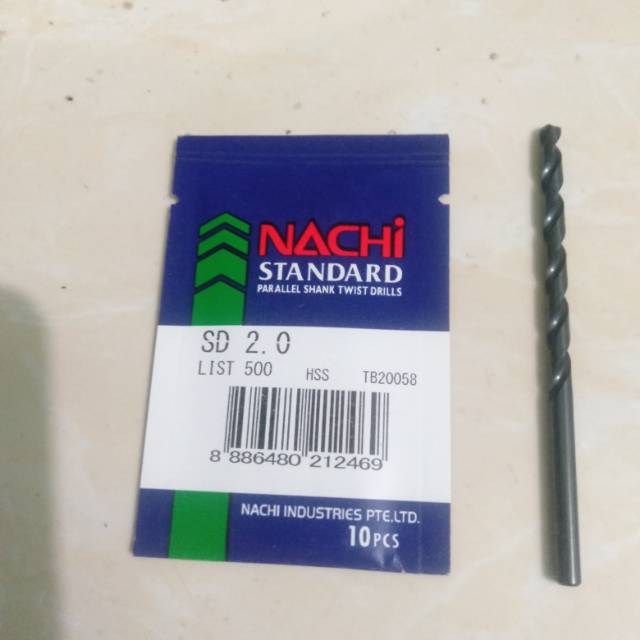 NACHi
STANDARD
PARALLEL SHANK TWIST DRILLS
SD 2.0
LIST 500 HSS TB20058
8 886480 212469
NACHI INDUSTRIES PTE.LTD.
10PCS